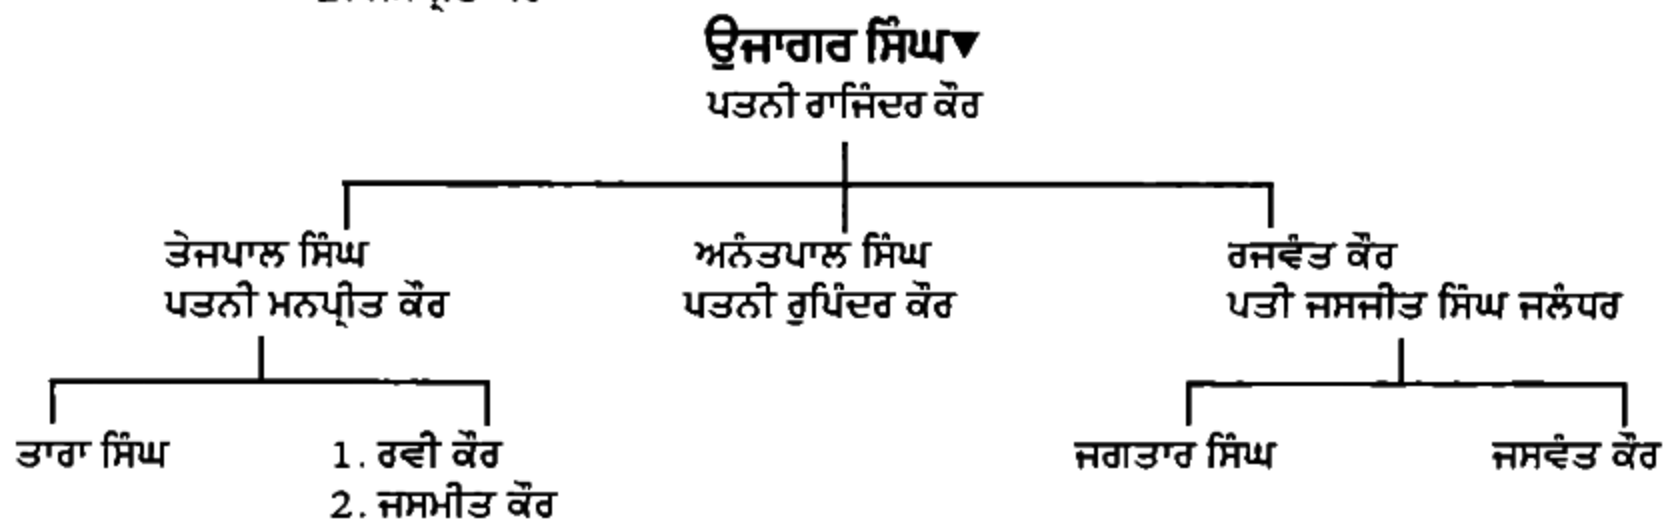 ਉਜਾਗਰ ਸਿੰਘ▼
ਪਤਨੀ ਰਾਜਿੰਦਰ ਕੌਰ
ਤੇਜਪਾਲ ਸਿੰਘ ਅਨੰਤਪਾਲ ਸਿੰਘ ਰਜਵੰਤ ਕੌਰ
ਪਤਨੀ ਮਨਪ੍ਰੀਤ ਕੌਰ ਪਤਨੀ ਰੁਪਿੰਦਰ ਕੌਰ ਪਤੀ ਜਸਜੀਤ ਸਿੰਘ ਜਲੰਧਰ
ਤਾਰਾ ਸਿੰਘ 1. ਰਵੀ ਕੌਰ ਜਗਤਾਰ ਸਿੰਘ ਜਸਵੰਤ ਕੌਰ
2. ਜਸਮੀਤ ਕੌਰ